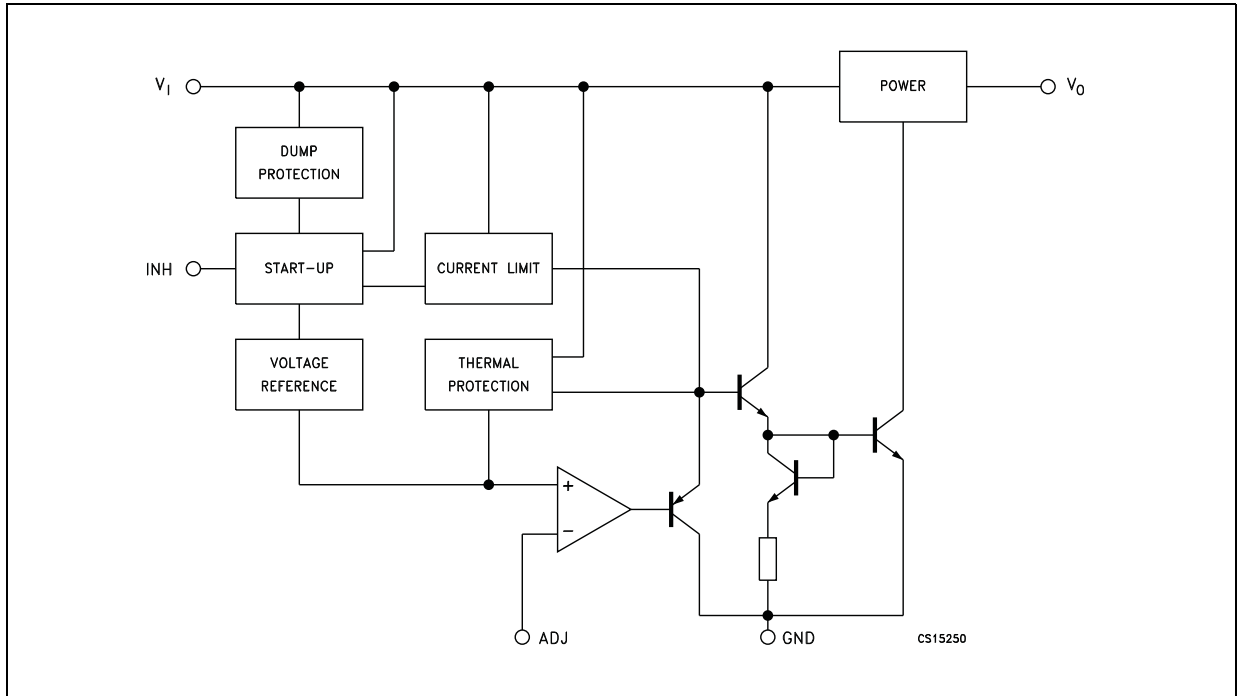 V_I
POWER
V_O
DUMP
PROTECTION
INH
START-UP
CURRENT LIMIT
VOLTAGE
REFERENCE
THERMAL
PROTECTION
+
−
ADJ
GND
CS15250